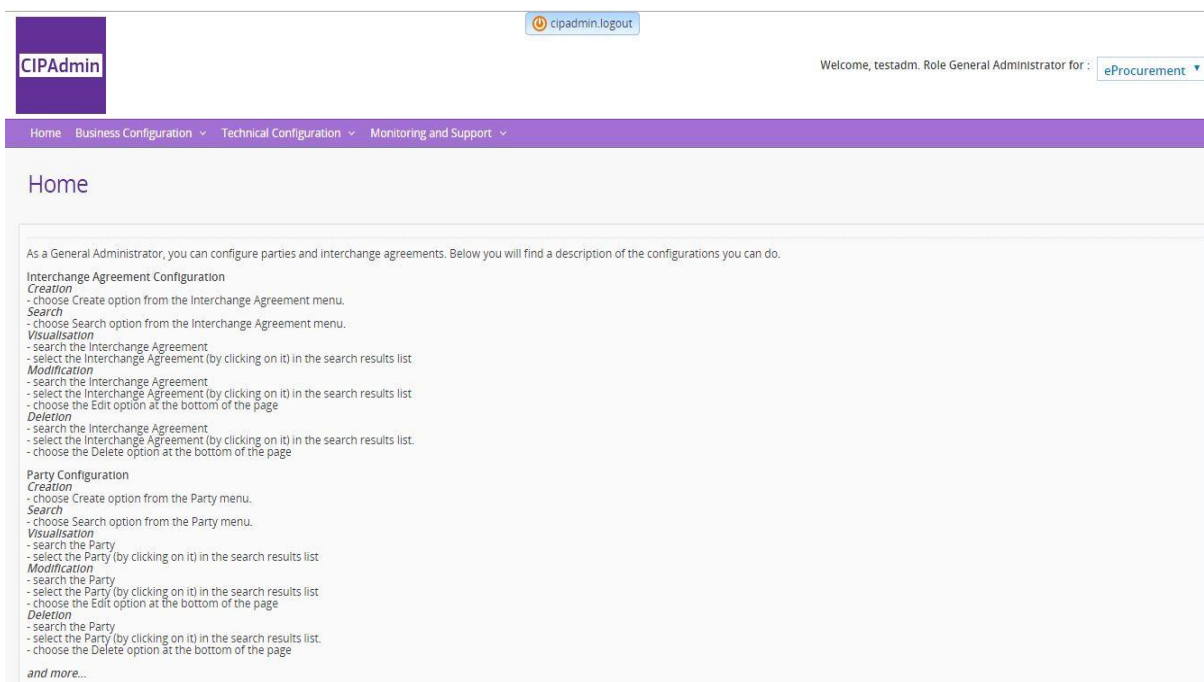 cipadmin.logout
CIPAdmin
Welcome, testadm. Role General Administrator for :
eProcurement
Home Business Configuration Technical Configuration Monitoring and Support
Home
As a General Administrator, you can configure parties and interchange agreements. Below you will find a description of the configurations you can do.
Interchange Agreement Configuration
Creation
- choose Create option from the Interchange Agreement menu.
Search
- choose Search option from the Interchange Agreement menu.
Visualisation
- search the Interchange Agreement
- select the Interchange Agreement (by clicking on it) in the search results list
Modification
- search the Interchange Agreement
- select the Interchange Agreement (by clicking on it) in the search results list
- choose the Edit option at the bottom of the page
Deletion
- search the Interchange Agreement
- select the Interchange Agreement (by clicking on it) in the search results list.
- choose the Delete option at the bottom of the page
Party Configuration
Creation
- choose Create option from the Party menu.
Search
- choose Search option from the Party menu.
Visualisation
- search the Party
- select the Party (by clicking on it) in the search results list
Modification
- search the Party
- select the Party (by clicking on it) in the search results list
- choose the Edit option at the bottom of the page
Deletion
- search the Party
- select the Party (by clicking on it) in the search results list.
- choose the Delete option at the bottom of the page
and more...